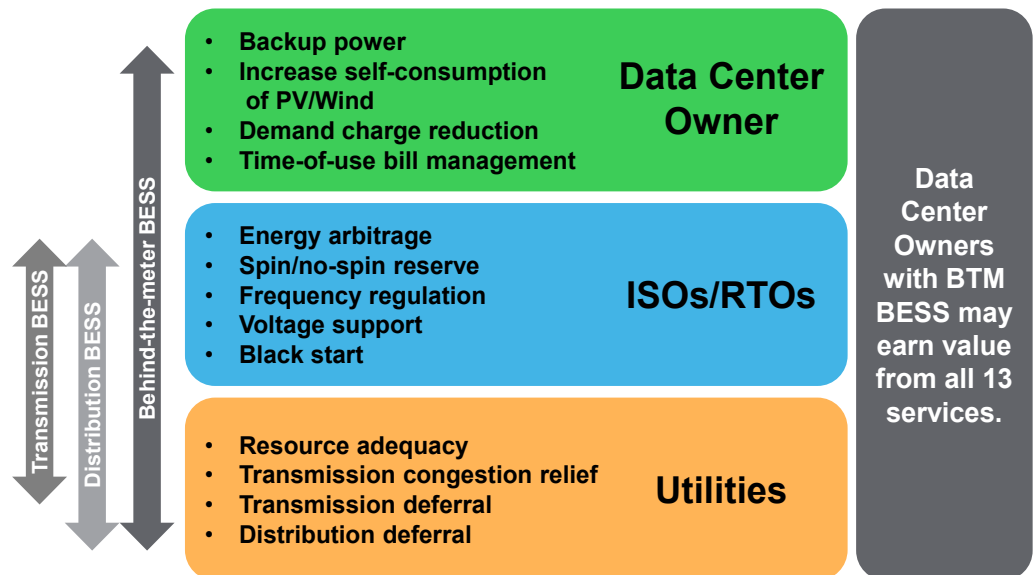 Transmission BESS
Distribution BESS
Behind-the-meter BESS
• Backup power
• Increase self-consumption
of PV/Wind
• Demand charge reduction
• Time-of-use bill management
Data Center
Owner
• Energy arbitrage
• Spin/no-spin reserve
• Frequency regulation
• Voltage support
• Black start
ISOs/RTOs
• Resource adequacy
• Transmission congestion relief
• Transmission deferral
• Distribution deferral
Utilities
Data
Center
Owners
with BTM
BESS may
earn value
from all 13
services.